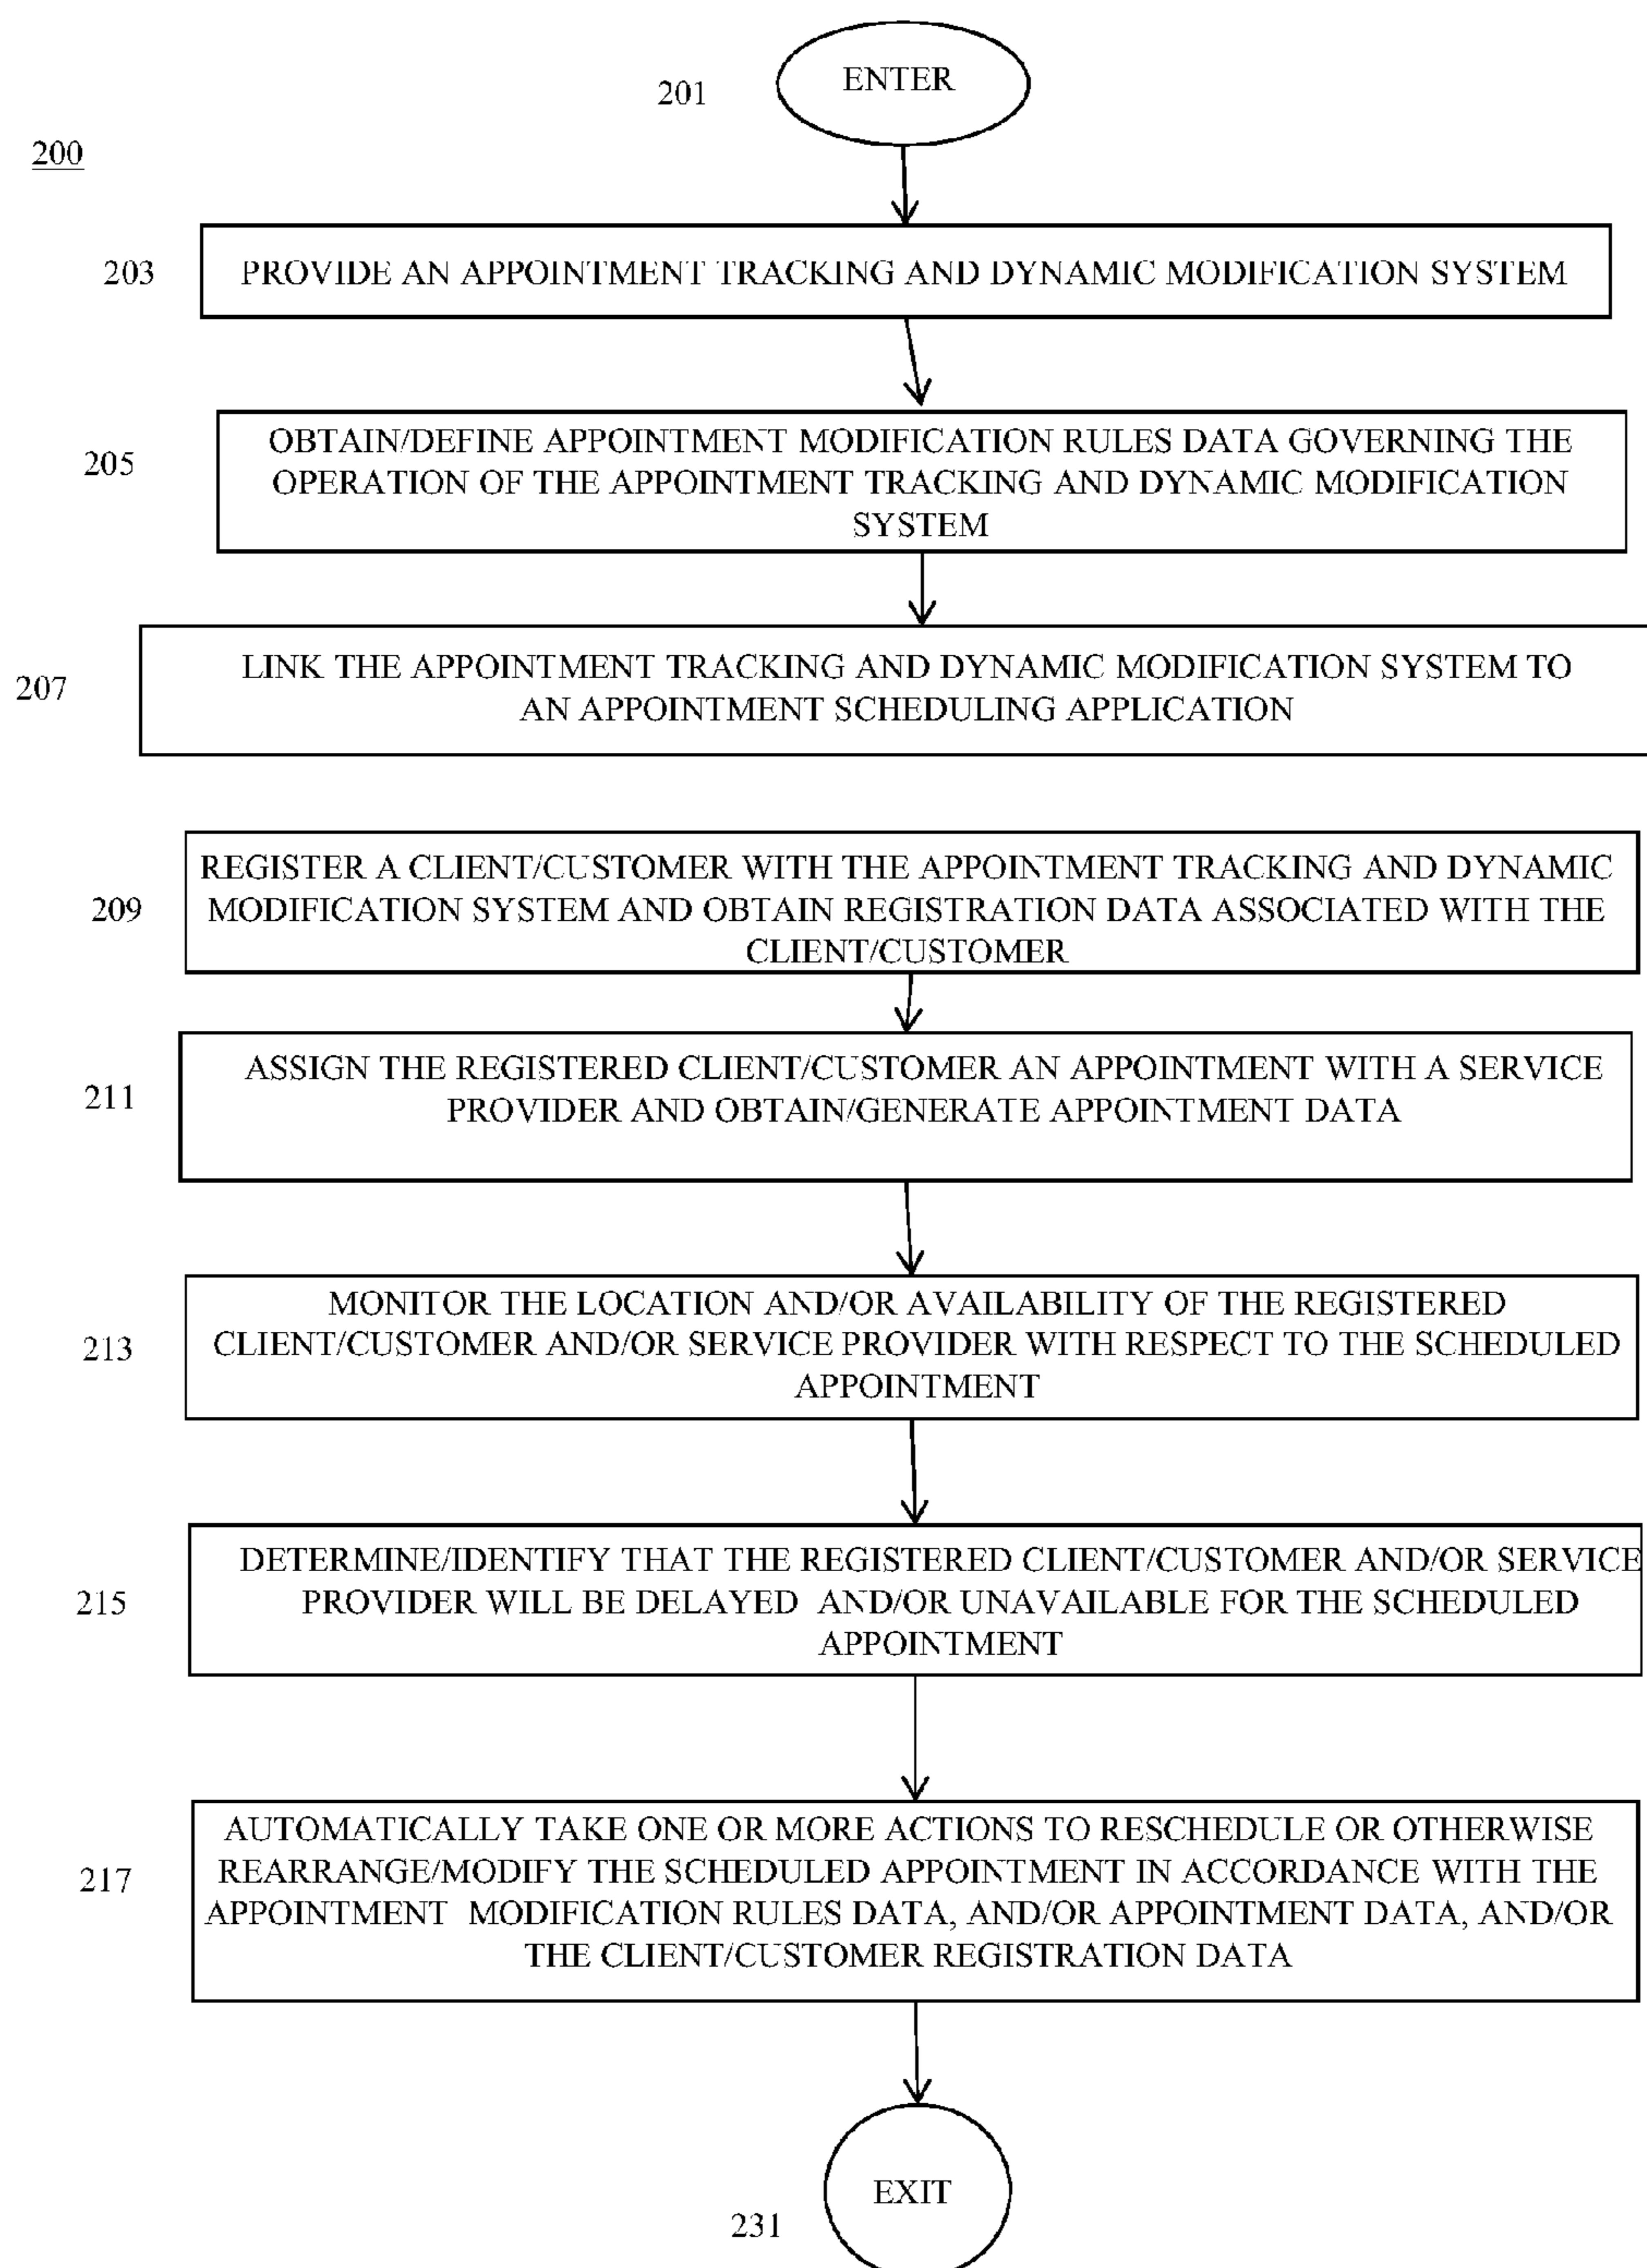 ENTER
201
200
203
PROVIDE AN APPOINTMENT TRACKING AND DYNAMIC MODIFICATION SYSTEM
205
OBTAIN/DEFINE APPOINTMENT MODIFICATION RULES DATA GOVERNING THE
OPERATION OF THE APPOINTMENT TRACKING AND DYNAMIC MODIFICATION
SYSTEM
207
LINK THE APPOINTMENT TRACKING AND DYNAMIC MODIFICATION SYSTEM TO
AN APPOINTMENT SCHEDULING APPLICATION
209
REGISTER A CLIENT/CUSTOMER WITH THE APPOINTMENT TRACKING AND DYNAMIC
MODIFICATION SYSTEM AND OBTAIN REGISTRATION DATA ASSOCIATED WITH THE
CLIENT/CUSTOMER
211
ASSIGN THE REGISTERED CLIENT/CUSTOMER AN APPOINTMENT WITH A SERVICE
PROVIDER AND OBTAIN/GENERATE APPOINTMENT DATA
213
MONITOR THE LOCATION AND/OR AVAILABILITY OF THE REGISTERED
CLIENT/CUSTOMER AND/OR SERVICE PROVIDER WITH RESPECT TO THE SCHEDULED
APPOINTMENT
215
DETERMINE/IDENTIFY THAT THE REGISTERED CLIENT/CUSTOMER AND/OR SERVICE
PROVIDER WILL BE DELAYED AND/OR UNAVAILABLE FOR THE SCHEDULED
APPOINTMENT
217
AUTOMATICALLY TAKE ONE OR MORE ACTIONS TO RESCHEDULE OR OTHERWISE
REARRANGE/MODIFY THE SCHEDULED APPOINTMENT IN ACCORDANCE WITH THE
APPOINTMENT MODIFICATION RULES DATA, AND/OR APPOINTMENT DATA, AND/OR
THE CLIENT/CUSTOMER REGISTRATION DATA
EXIT
231